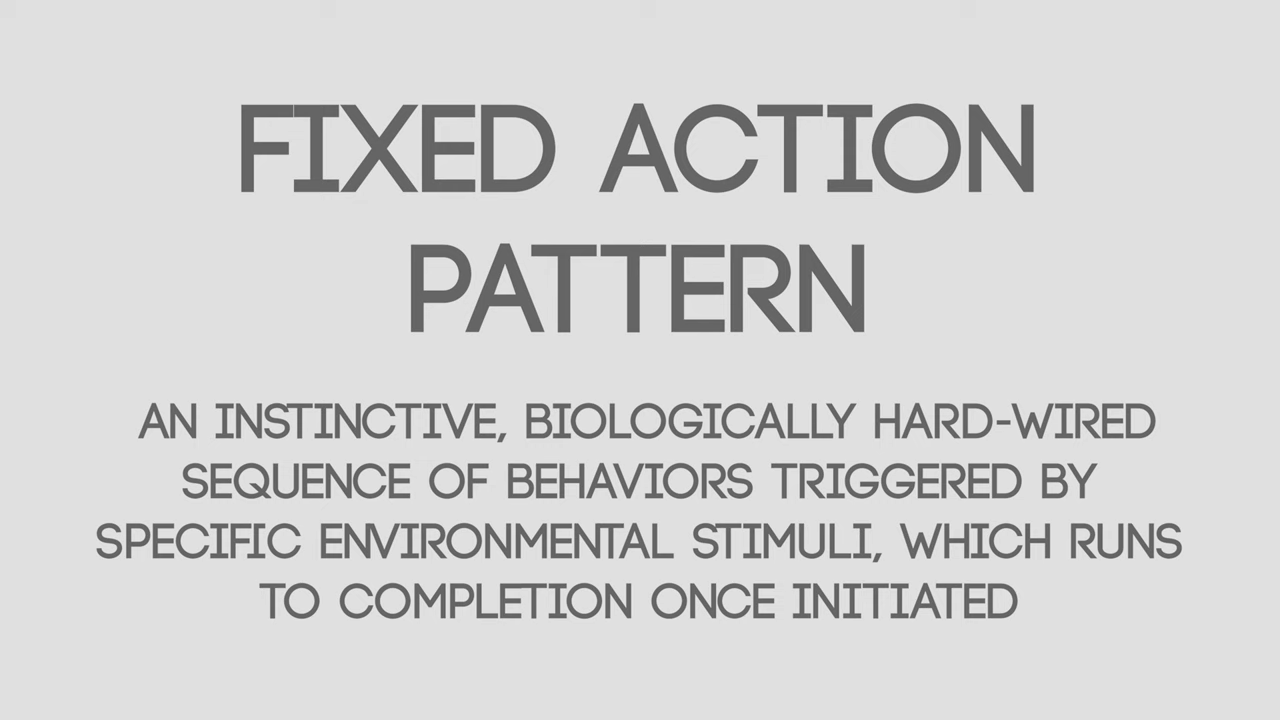 FIXED ACTION
PATTERN
AN INSTINCTIVE, BIOLOGICALLY HARD-WIRED
SEQUENCE OF BEHAVIORS TRIGGERED BY
SPECIFIC ENVIRONMENTAL STIMULI, WHICH RUNS
TO COMPLETION ONCE INITIATED